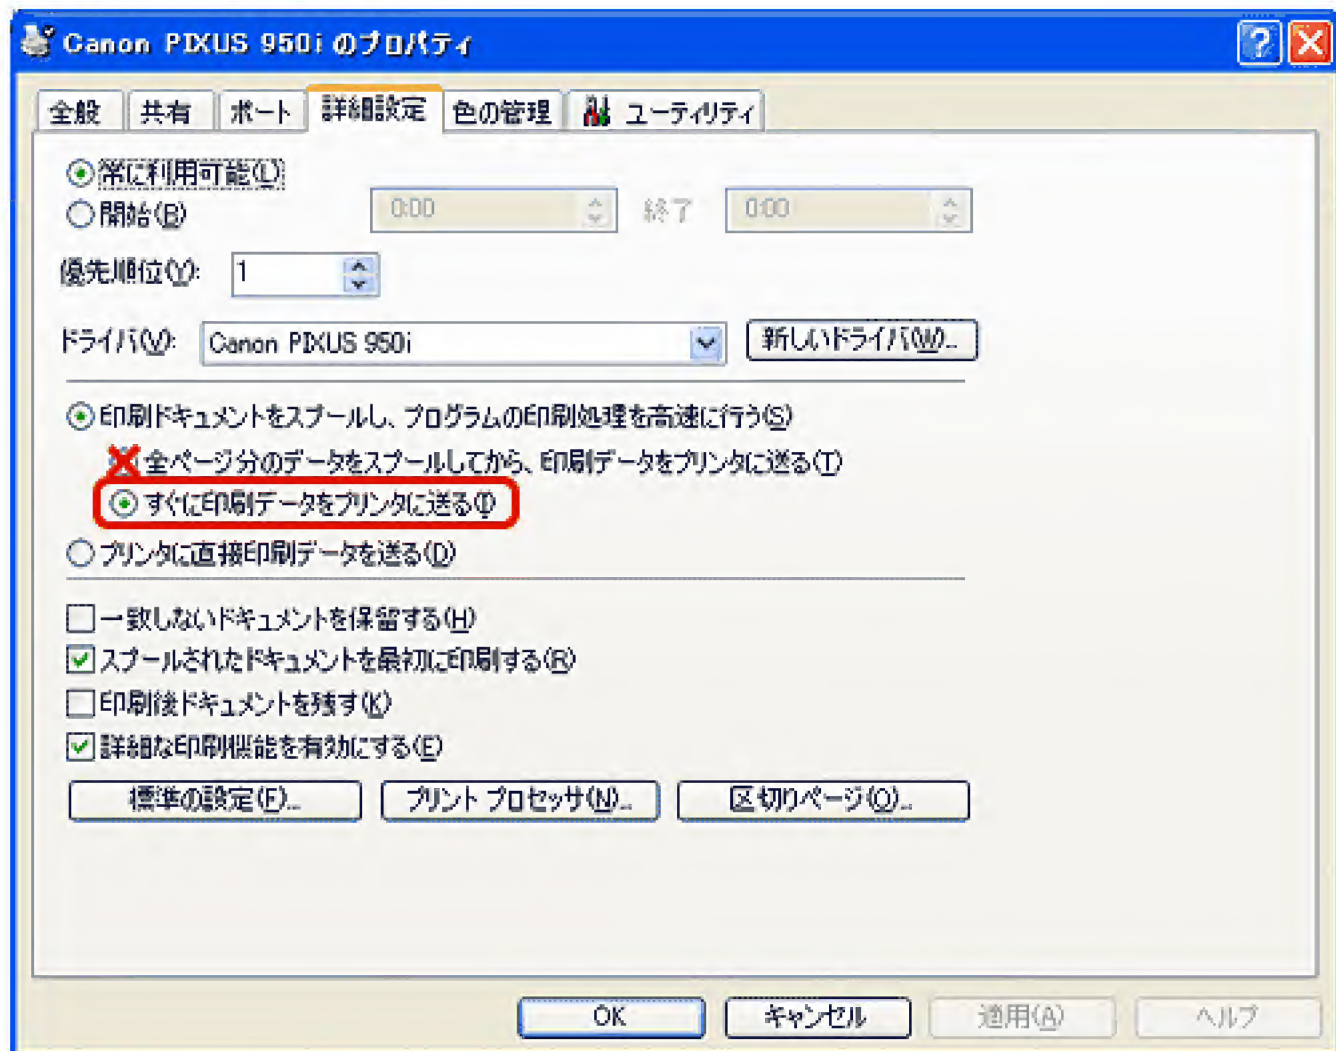 Canon PIXUS 950i のプロパティ
全般 共有 ポート 詳細設定 色の管理 ユーティリティ
常に利用可能(L)
開始(B) 0:00 終了 0:00
優先順位(Y): 1
ドライバ(V): Canon PIXUS 950i 新しいドライバ(W)...
印刷ドキュメントをスプールし、プログラムの印刷処理を高速に行う(S)
全ページ分のデータをスプールしてから、印刷データをプリンタに送る(T)
すぐに印刷データをプリンタに送る(I)
プリンタに直接印刷データを送る(D)
一致しないドキュメントを保留する(H)
スプールされたドキュメントを最初に印刷する(R)
印刷後ドキュメントを残す(K)
詳細な印刷機能を有効にする(E)
標準の設定(F)... プリント プロセッサ(N)... 区切りページ(O)...
OK キャンセル 適用(A) ヘルプ